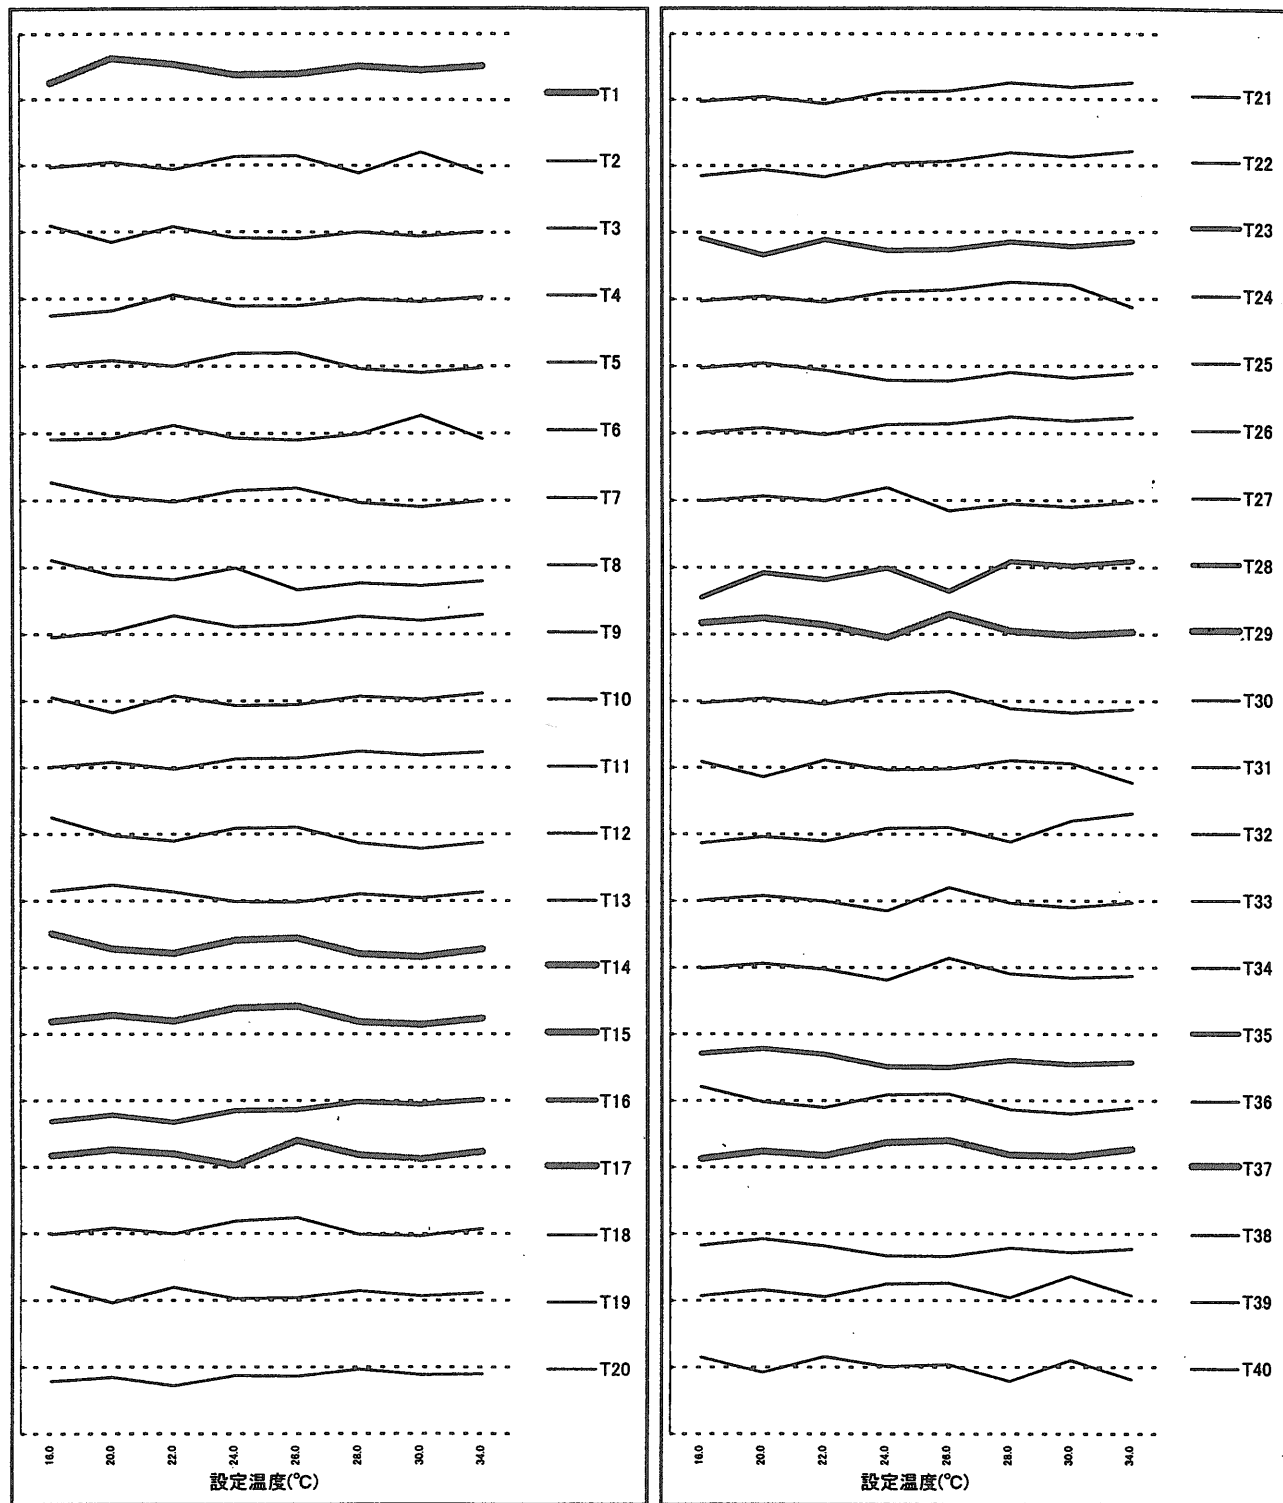 T1
T2
T3
T4
T5
T6
T7
T8
T9
T10
T11
T12
T13
T14
T15
T16
T17
T18
T19
T20
16.0 20.0 22.0 24.0 26.0 28.0 30.0 34.0
設定温度(℃)
T21
T22
T23
T24
T25
T26
T27
T28
T29
T30
T31
T32
T33
T34
T35
T36
T37
T38
T39
T40
16.0 20.0 22.0 24.0 26.0 28.0 30.0 34.0
設定温度(℃)